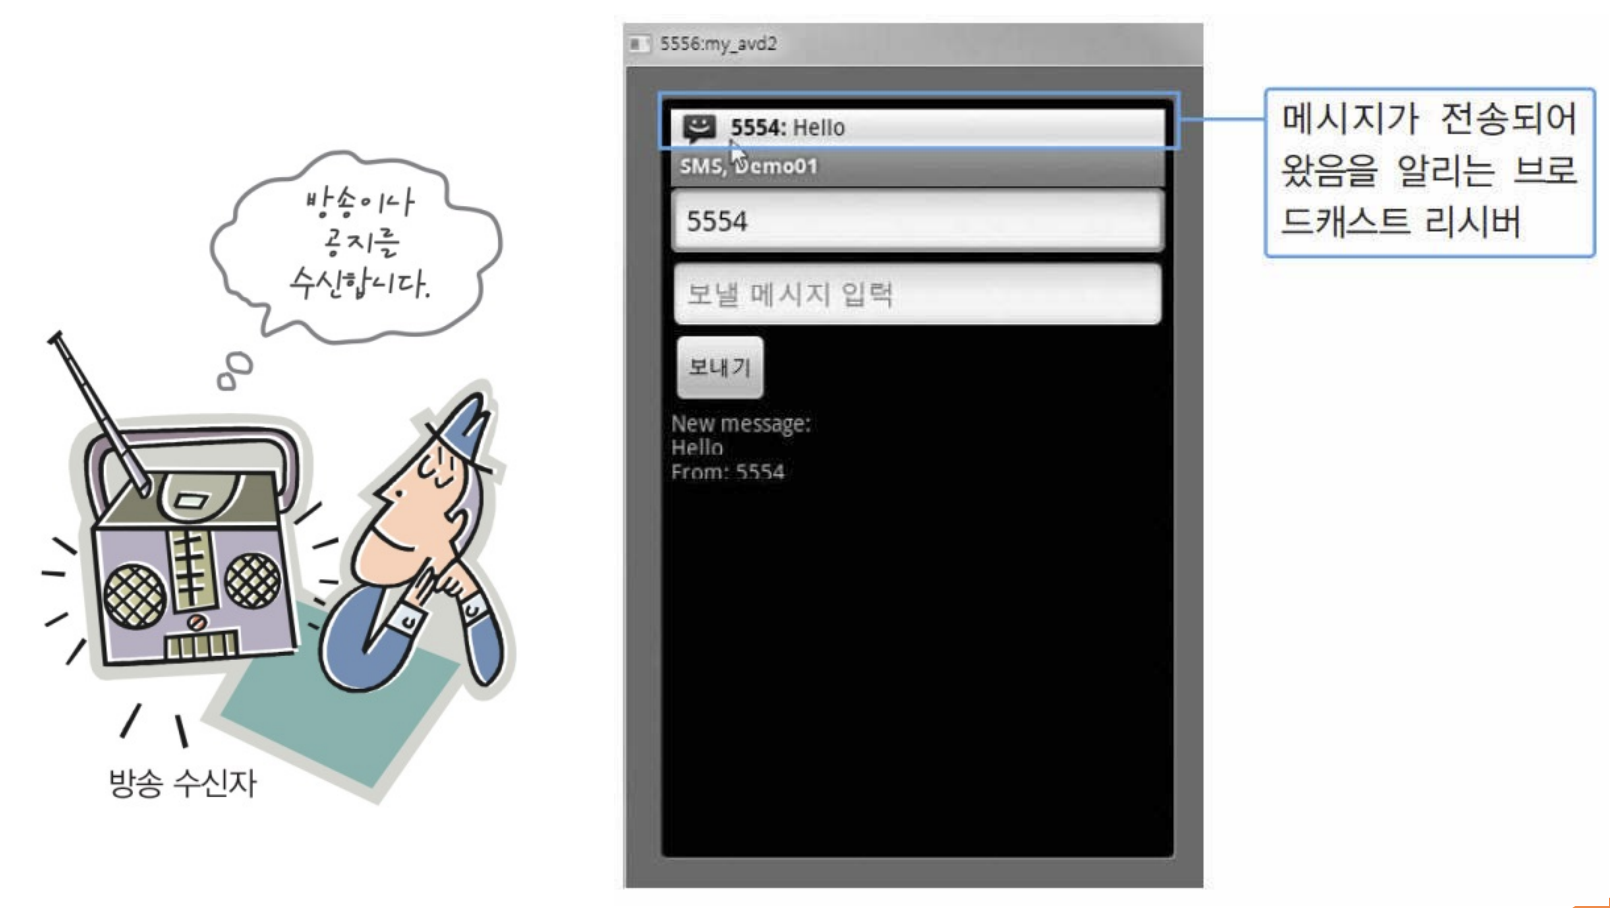 방송이나
공지를
수신합니다.
방송 수신자
5556:my_avd2
5554: Hello
SMS, Demo01
5554
보낼 메시지 입력
보내기
New message:
Hello
From: 5554
메시지가 전송되어
왔음을 알리는 브로
드캐스트 리시버